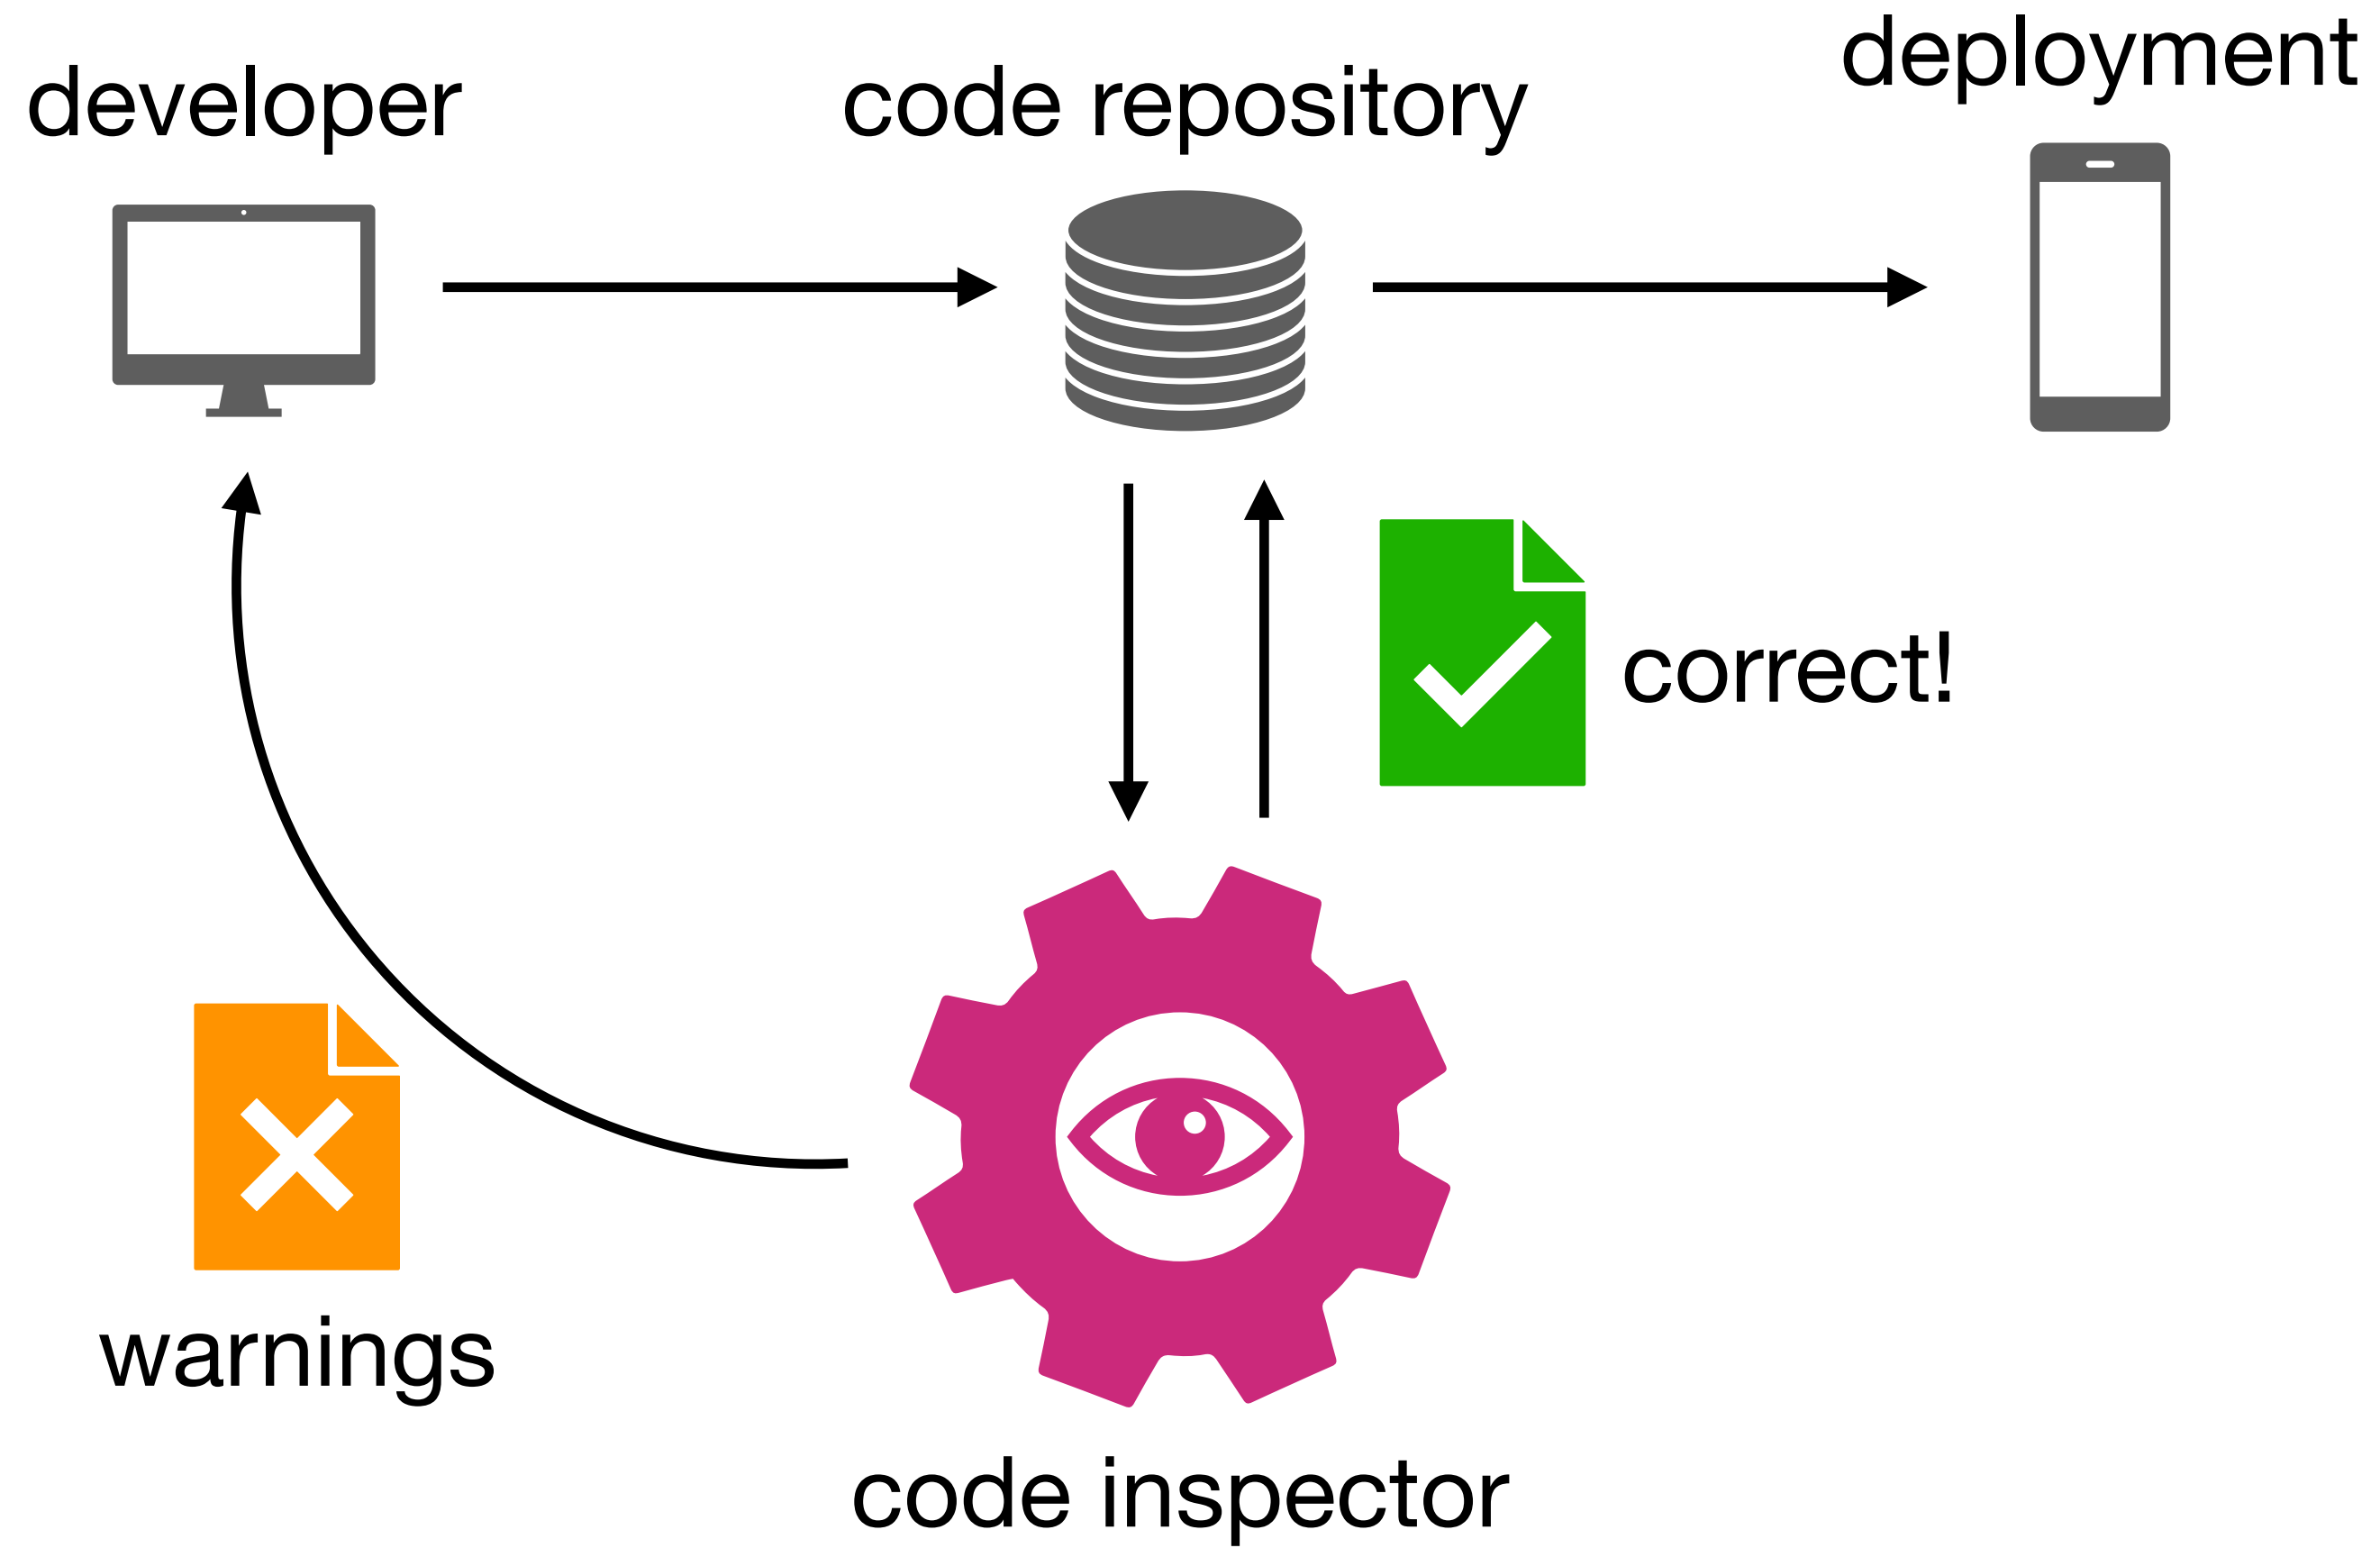 developer
code repository
deployment
correct!
warnings
code inspector